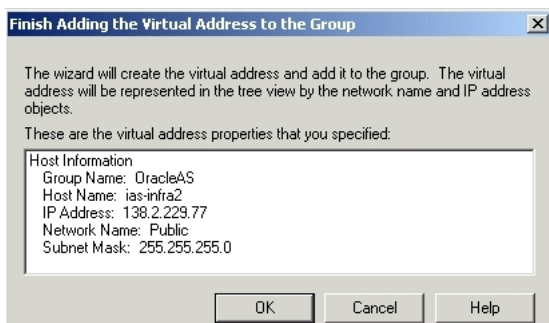 Finish Adding the Virtual Address to the Group
The wizard will create the virtual address and add it to the group. The virtual
address will be represented in the tree view by the network name and IP address
objects.
These are the virtual address properties that you specified:
Host Information
Group Name: OracleAS
Host Name: ias-infra2
IP Address: 138.2.229.77
Network Name: Public
Subnet Mask: 255.255.255.0
OK
Cancel
Help